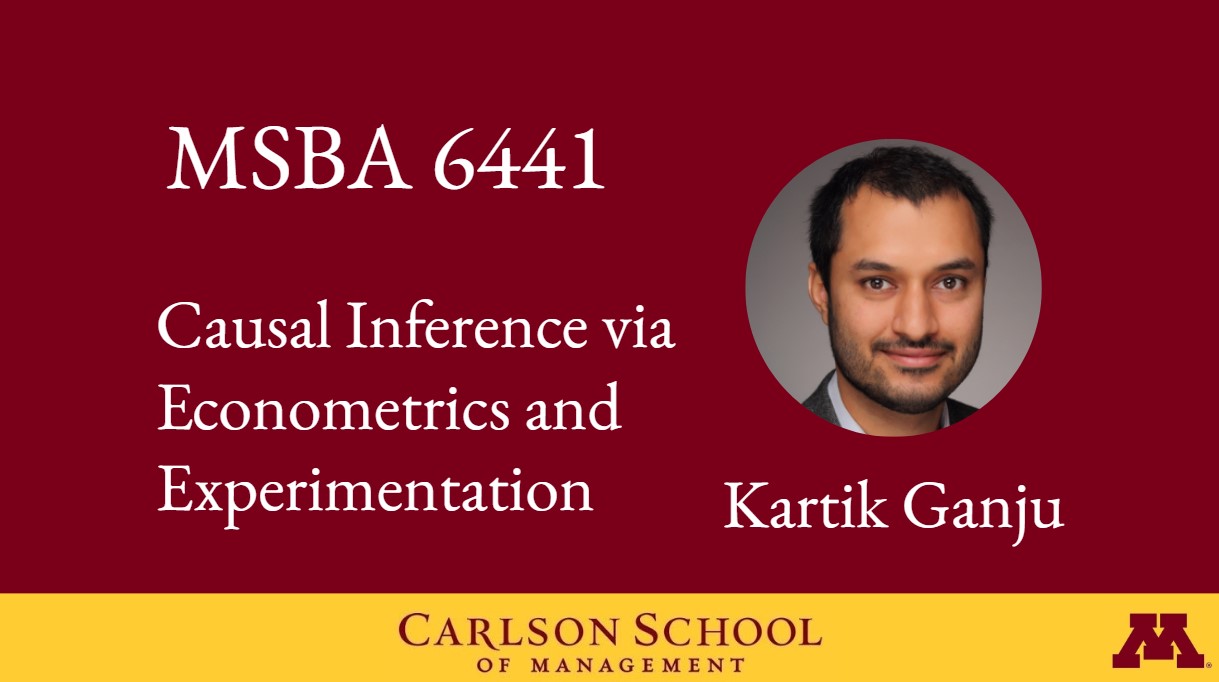 MSBA 6441
Causal Inference via
Econometrics and
Experimentation
Kartik Ganju
CARLSON SCHOOL
OF MANAGEMENT
M